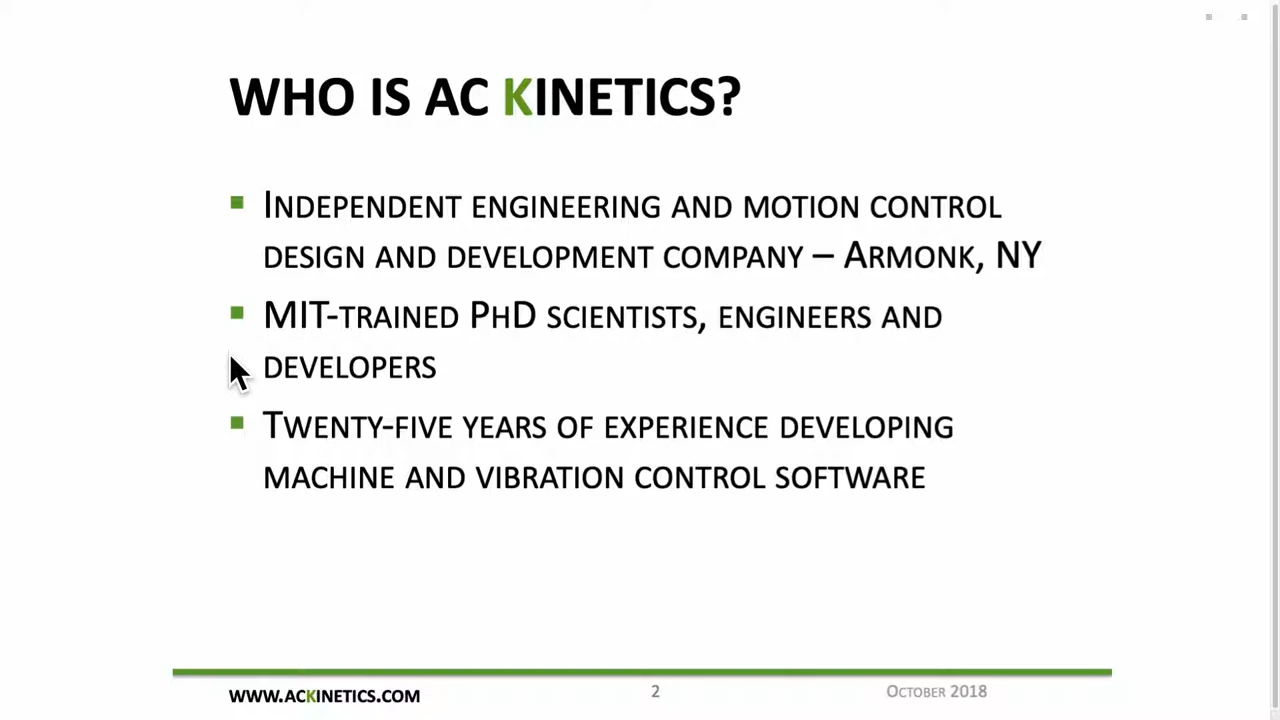 WHO IS AC KINETICS?
INDEPENDENT ENGINEERING AND MOTION CONTROL
DESIGN AND DEVELOPMENT COMPANY – ARMONK, NY
MIT-TRAINED PHD SCIENTISTS, ENGINEERS AND
DEVELOPERS
TWENTY-FIVE YEARS OF EXPERIENCE DEVELOPING
MACHINE AND VIBRATION CONTROL SOFTWARE
WWW.ACKINETICS.COM
2
OCTOBER 2018